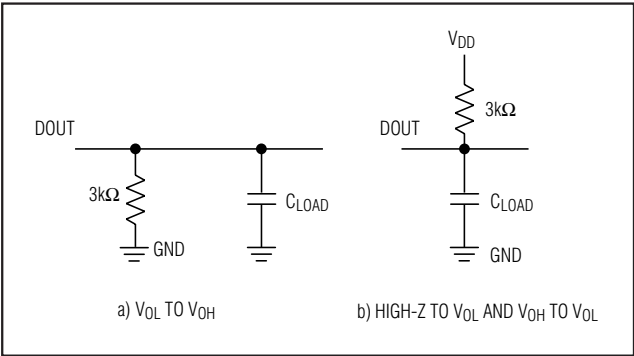 DOUT
3kΩ
GND
CLOAD
a) VOL TO VOH
VDD
3kΩ
DOUT
CLOAD
GND
b) HIGH-Z TO VOL AND VOH TO VOL